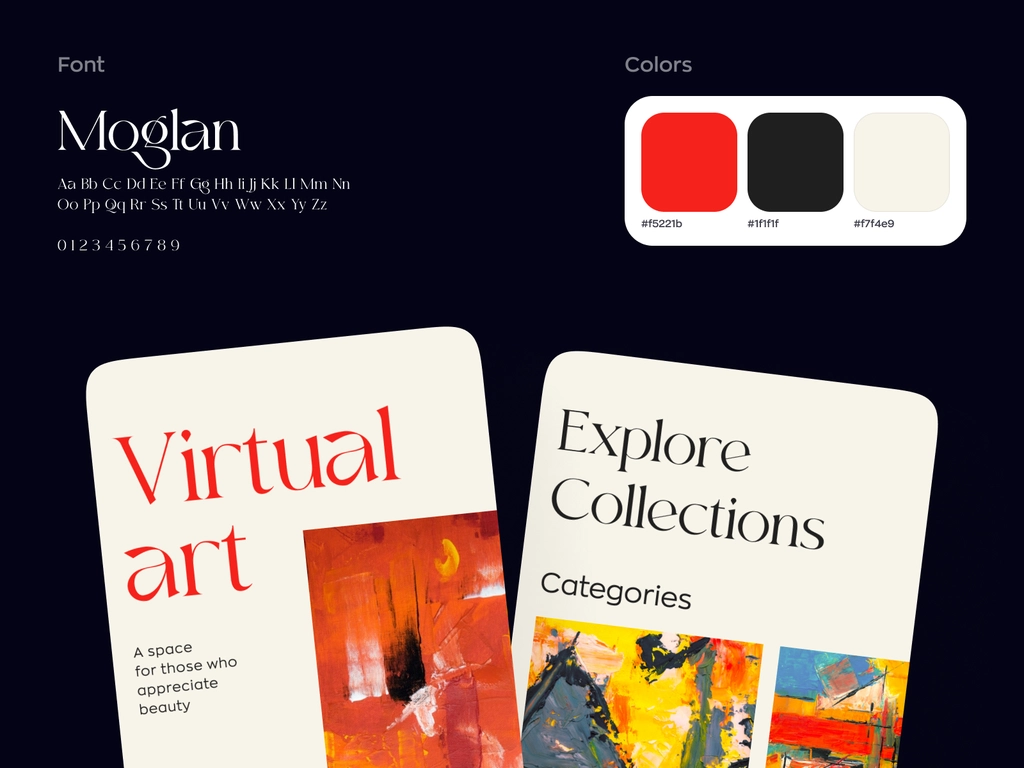 Font
Moglan
Aa Bb Cc Dd Ee Ff Gg Hh Ii Jj Kk Ll Mm Nn
Oo Pp Qq Rr Ss Tt Uu Vv Ww Xx Yy Zz
0 1 2 3 4 5 6 7 8 9
Colors
#f5221b
#1f1f1f
#f7f4e9
Virtual
art
A space
for those who
appreciate
beauty
Explore
Collections
Categories